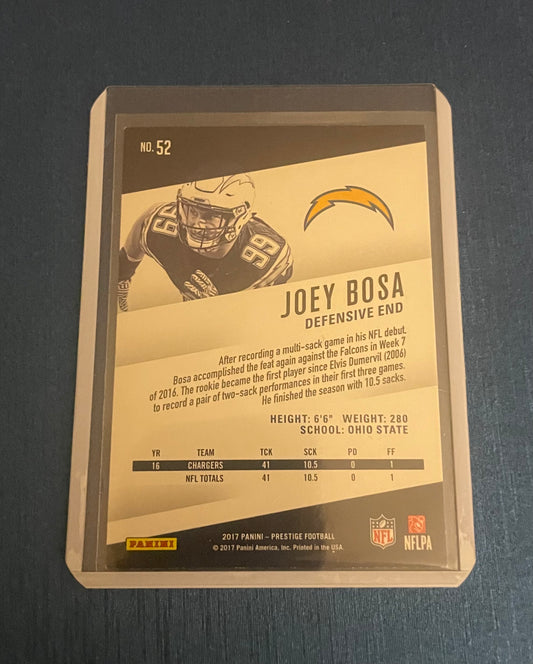 NO. 52
99
99
JOEY BOSA
DEFENSIVE END
After recording a multi-sack game in his NFL debut,
Bosa accomplished the feat again against the Falcons in Week 7
of 2016. The rookie became the first player since Elvis Dumervil (2006)
to record a pair of two-sack performances in their first three games.
He finished the season with 10.5 sacks.
HEIGHT: 6'6" WEIGHT: 280
SCHOOL: OHIO STATE
YR TEAM TCK SCK PD FF
16 CHARGERS 41 10.5 0 1
NFL TOTALS 41 10.5 0 1
2017 PANINI – PRESTIGE FOOTBALL
© 2017 Panini America, Inc. Printed in the USA.
PANINI
NFL
NFLPA